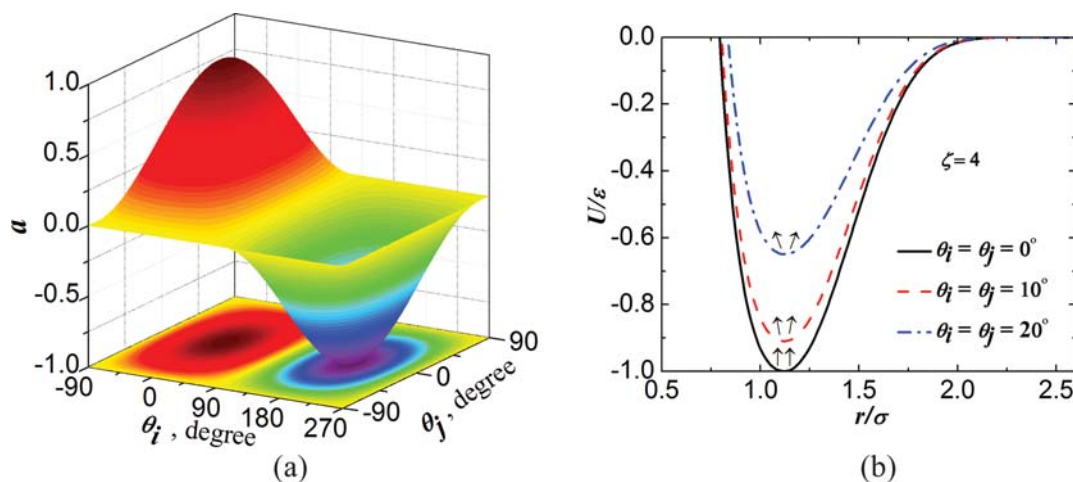 1.0
0.5
0.0
-0.5
-1.0
a
-90
0
90
180
270
θi , degree
-90
0
90
θj, degree
(a)
0.0
-0.2
-0.4
-0.6
-0.8
-1.0
U/ε
ζ= 4
θi = θj = 0°
θi = θj = 10°
θi = θj = 20°
0.5
1.0
1.5
2.0
2.5
r/σ
(b)